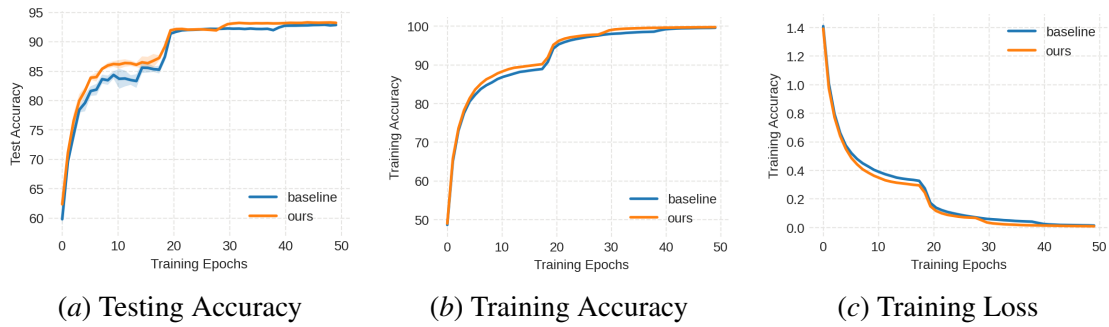 95
90
85
80
75
70
65
60
Test Accuracy
baseline
ours
0
10
20
30
40
50
Training Epochs
(a) Testing Accuracy
100
90
80
70
60
50
Training Accuracy
baseline
ours
0
10
20
30
40
50
Training Epochs
(b) Training Accuracy
1.4
1.2
1.0
0.8
0.6
0.4
0.2
0.0
Training Accuracy
baseline
ours
0
10
20
30
40
50
Training Epochs
(c) Training Loss